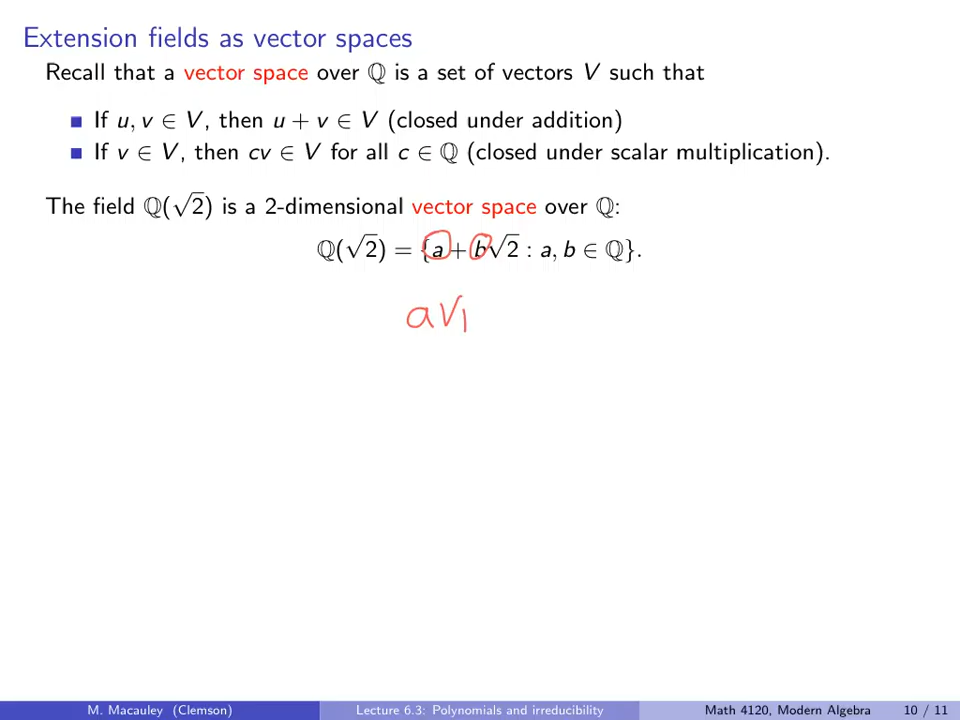 Extension fields as vector spaces
Recall that a vector space over ℚ is a set of vectors V such that
■ If u, v ∈ V, then u + v ∈ V (closed under addition)
■ If v ∈ V, then cv ∈ V for all c ∈ ℚ (closed under scalar multiplication).
The field ℚ(√2) is a 2-dimensional vector space over ℚ:
ℚ(√2) = {a + b√2 : a, b ∈ ℚ}.
av₁
M. Macauley (Clemson) Lecture 6.3: Polynomials and irreducibility Math 4120, Modern Algebra 10 / 11